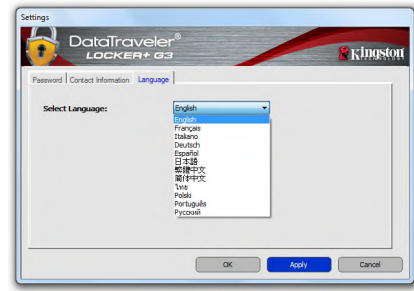 Settings
DataTraveler®
LOCKER+ G3
Kingston
TECHNOLOGY
Password Contact Information Language
Select Language: English
English
Français
Italiano
Deutsch
Español
日本語
繁體中文
简体中文
ไทย
Polski
Português
Русский
OK Apply Cancel